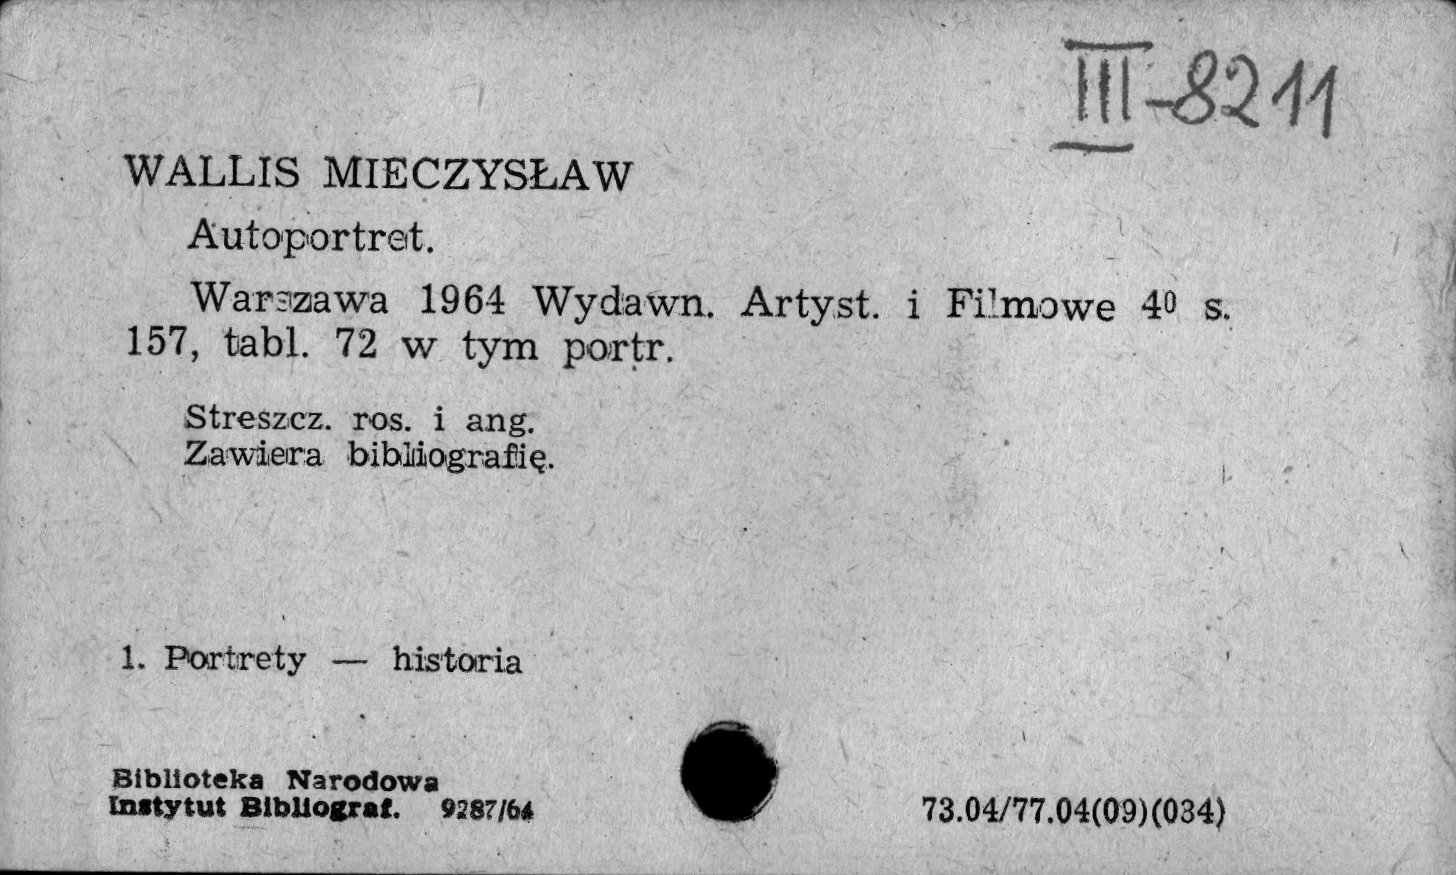 III-8211
WALLIS MIECZYSŁAW
Autoportret.
Warszawa 1964 Wydawn. Artyst. i Filmowe 4⁰ s.
157, tabl. 72 w tym portr.
Streszcz. ros. i ang.
Zawiera bibliografię.
1. Portrety — historia
Biblioteka Narodowa
Instytut Bibliograf. 9287/64
73.04/77.04(09)(034)